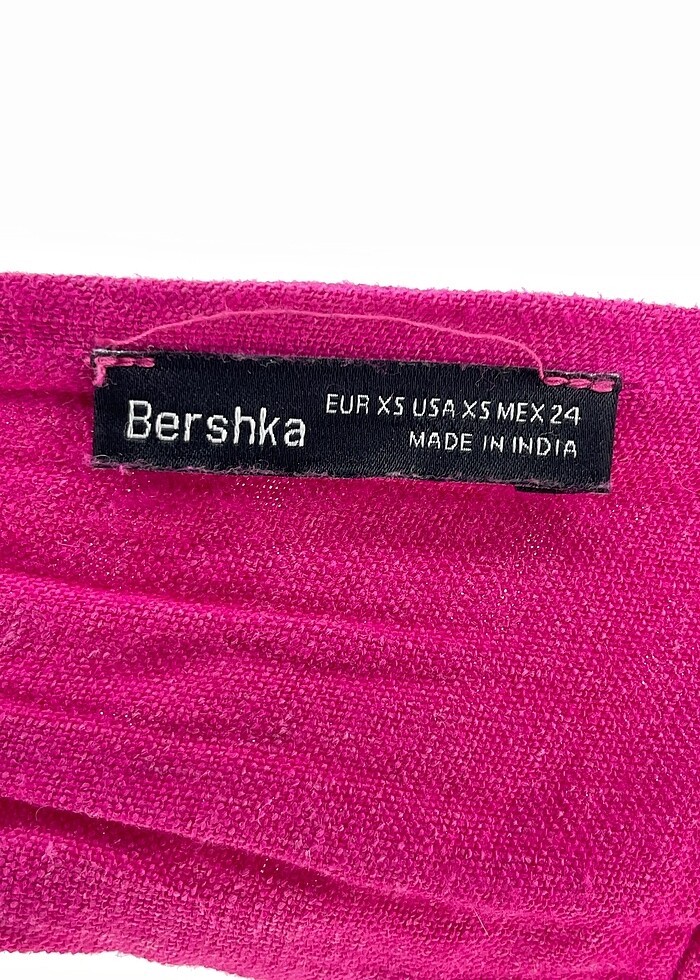 Bershka
EUR XS USA XS MEX 24
MADE IN INDIA